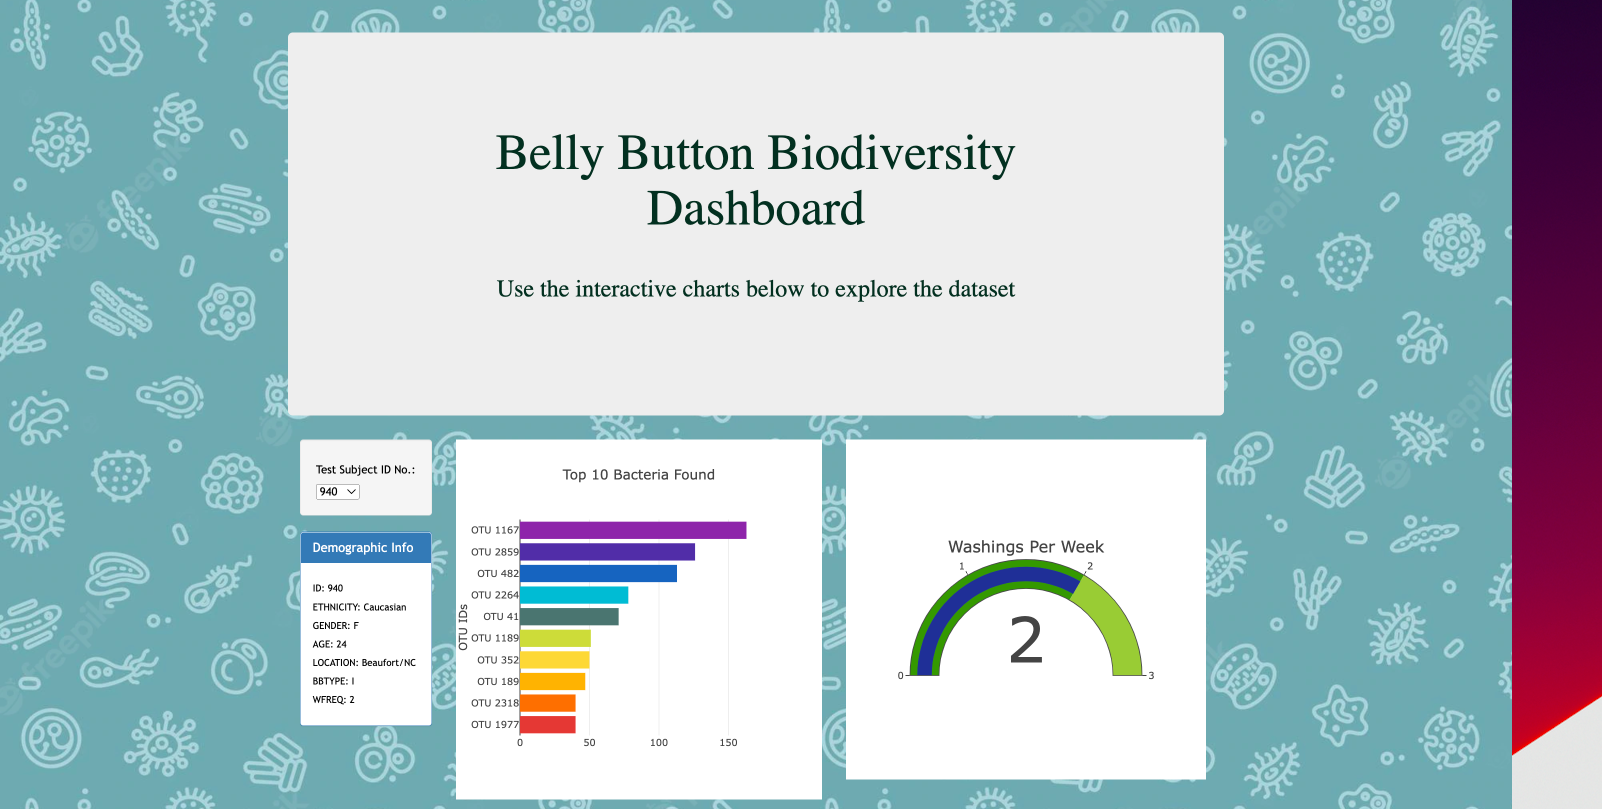 Belly Button Biodiversity
Dashboard
Use the interactive charts below to explore the dataset
Test Subject ID No.:
940
Demographic Info
ID: 940
ETHNICITY: Caucasian
GENDER: F
AGE: 24
LOCATION: Beaufort/NC
BBTYPE: I
WFREQ: 2
Top 10 Bacteria Found
OTU IDs
OTU 1167
OTU 2859
OTU 482
OTU 2264
OTU 41
OTU 1189
OTU 352
OTU 189
OTU 2318
OTU 1977
0 50 100 150
Washings Per Week
0 1 2 3
2
freepik
freepik